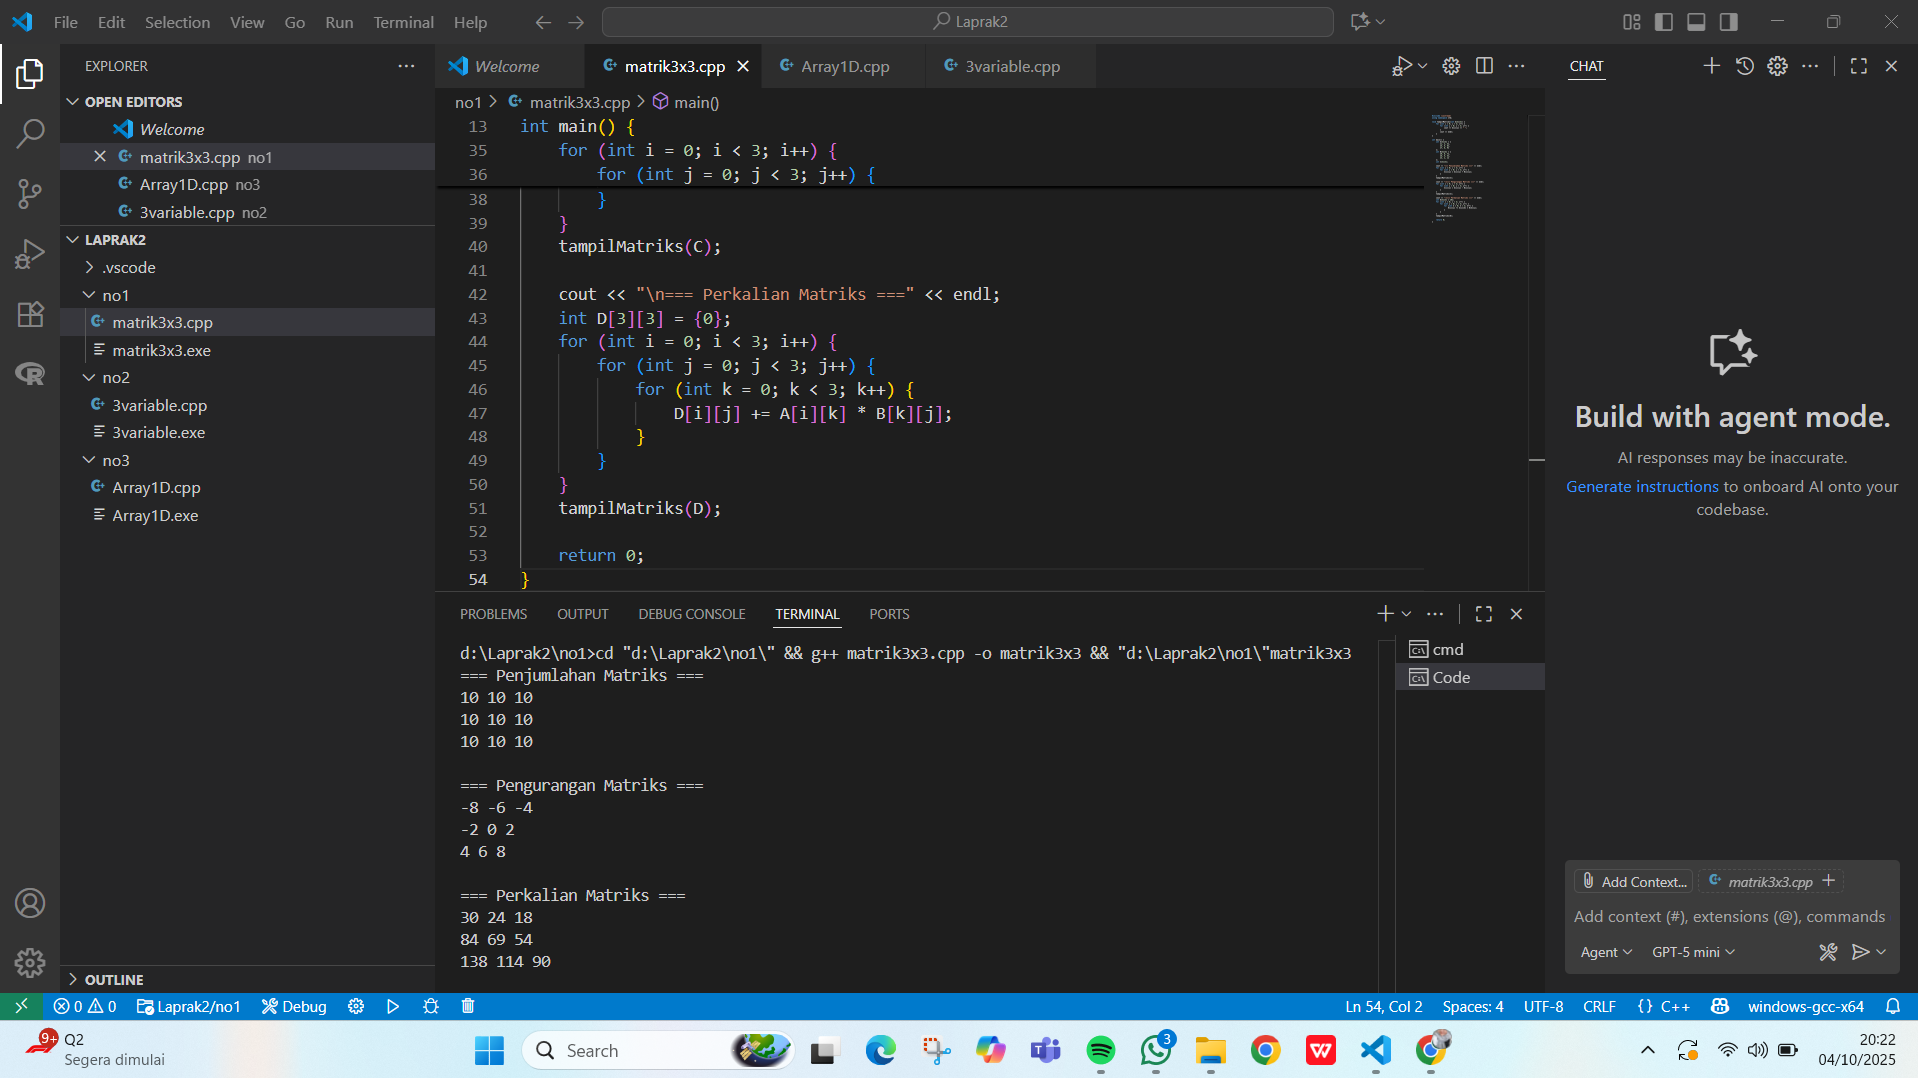 File Edit Selection View Go Run Terminal Help
Laprak2
EXPLORER
OPEN EDITORS
Welcome
matrik3x3.cpp no1
Array1D.cpp no3
3variable.cpp no2
LAPRAK2
.vscode
no1
matrik3x3.cpp
matrik3x3.exe
no2
3variable.cpp
3variable.exe
no3
Array1D.cpp
Array1D.exe
OUTLINE
Welcome matrik3x3.cpp Array1D.cpp 3variable.cpp
no1 > matrik3x3.cpp > main()
13 int main() {
35 for (int i = 0; i < 3; i++) {
36 for (int j = 0; j < 3; j++) {
38 }
39 }
40 tampilMatriks(C);
41
42 cout << "\n=== Perkalian Matriks ===" << endl;
43 int D[3][3] = {0};
44 for (int i = 0; i < 3; i++) {
45 for (int j = 0; j < 3; j++) {
46 for (int k = 0; k < 3; k++) {
47 D[i][j] += A[i][k] * B[k][j];
48 }
49 }
50 }
51 tampilMatriks(D);
52
53 return 0;
54 }
PROBLEMS OUTPUT DEBUG CONSOLE TERMINAL PORTS
d:\Laprak2\no1>cd "d:\Laprak2\no1\" && g++ matrik3x3.cpp -o matrik3x3 && "d:\Laprak2\no1\"matrik3x3
=== Penjumlahan Matriks ===
10 10 10
10 10 10
10 10 10
=== Pengurangan Matriks ===
-8 -6 -4
-2 0 2
4 6 8
=== Perkalian Matriks ===
30 24 18
84 69 54
138 114 90
cmd
Code
CHAT
Build with agent mode.
AI responses may be inaccurate.
Generate instructions to onboard AI onto your
codebase.
Add Context... matrik3x3.cpp
Add context (#), extensions (@), commands
Agent GPT-5 mini
0 0 Laprak2/no1 Debug
Ln 54, Col 2 Spaces: 4 UTF-8 CRLF {} C++ windows-gcc-x64
9+ Q2
Segera dimulai
Search
3
20:22
04/10/2025